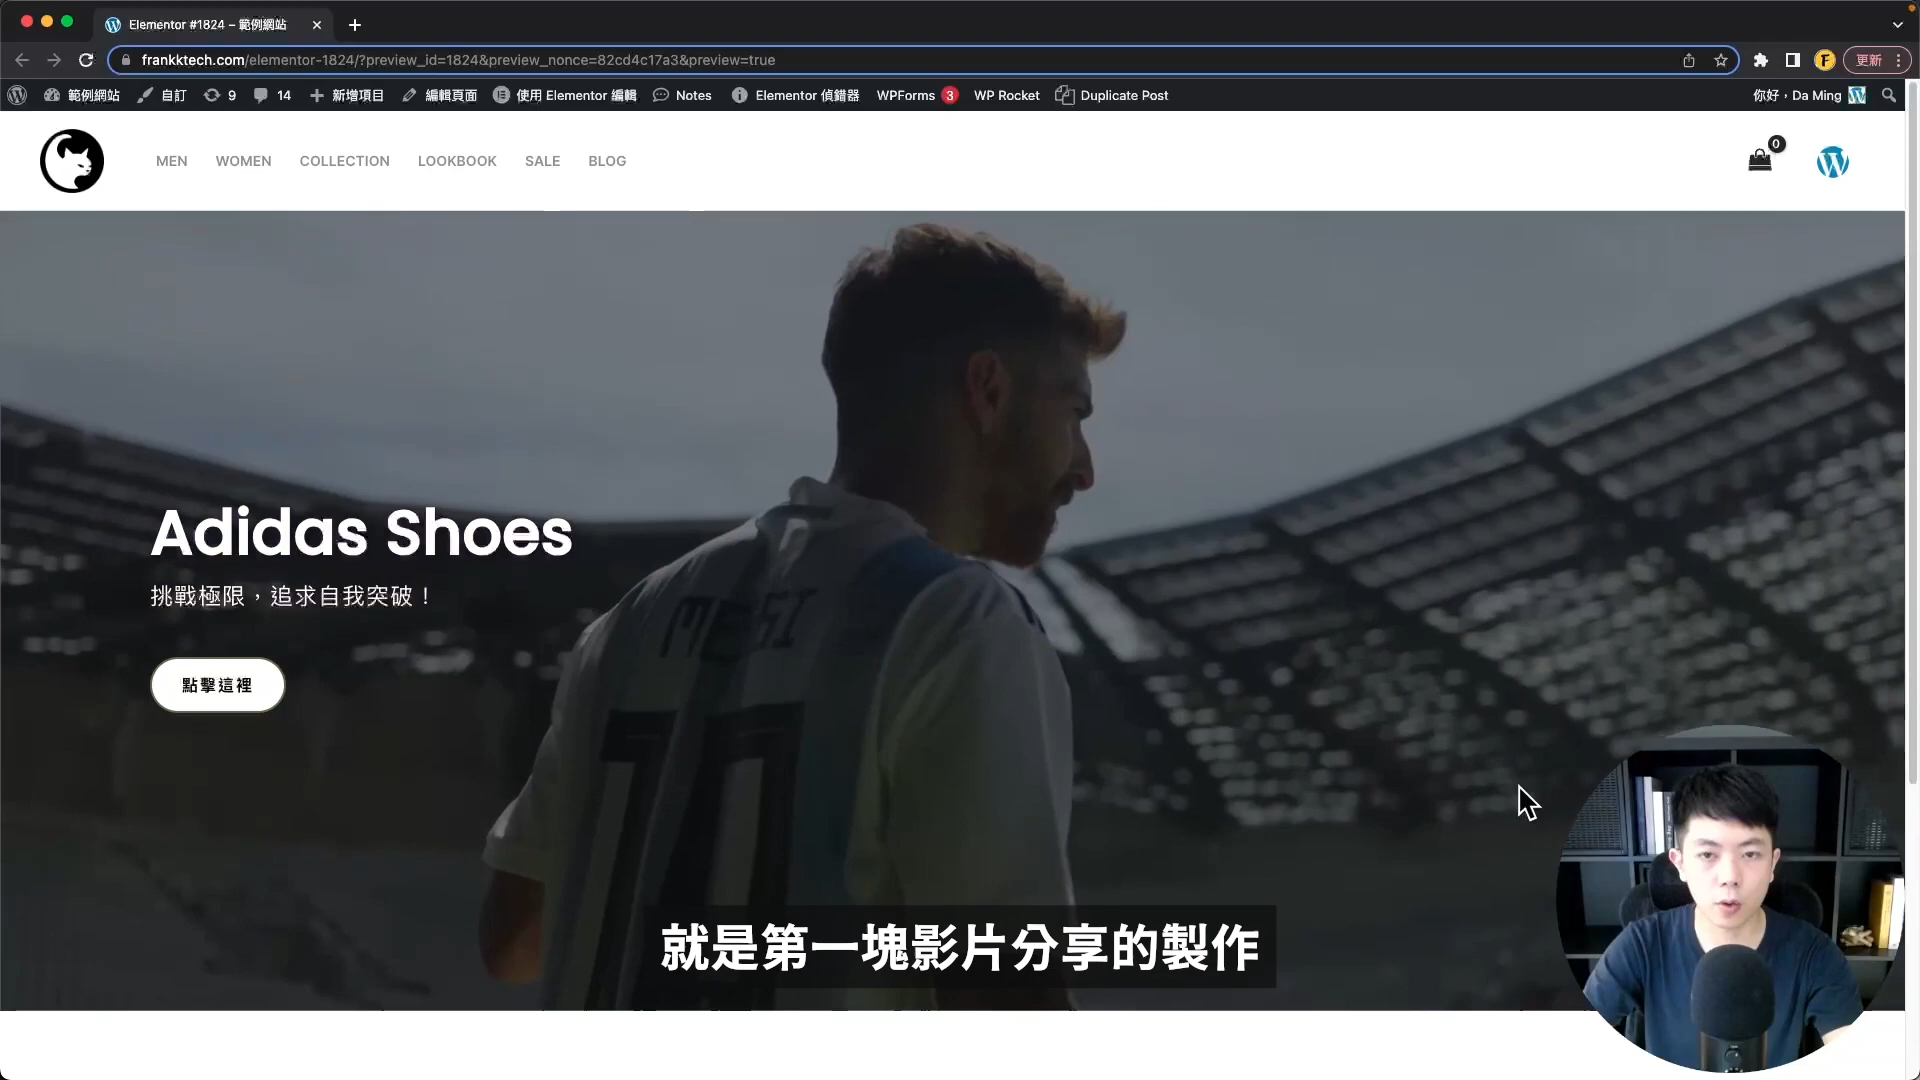 Elementor #1824 – 範例網站
frankktech.com/elementor-1824/?preview_id=1824&preview_nonce=82cd4c17a3&preview=true
F
更新
範例網站 自訂 9 14 新增項目 編輯頁面 使用 Elementor 編輯 Notes Elementor 偵錯器 WPForms 3 WP Rocket Duplicate Post 你好，Da Ming
MEN WOMEN COLLECTION LOOKBOOK SALE BLOG
0
Adidas Shoes
挑戰極限，追求自我突破！
MESSI
點擊這裡
10
就是第一塊影片分享的製作